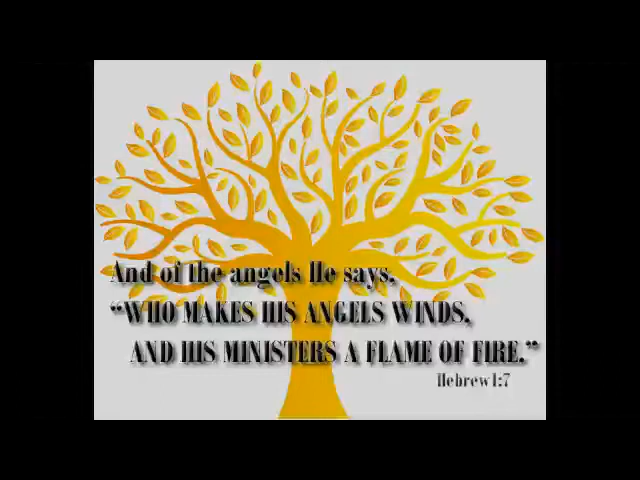 And of the angels He says,
“WHO MAKES HIS ANGELS WINDS,
AND HIS MINISTERS A FLAME OF FIRE.”
Hebrew1:7